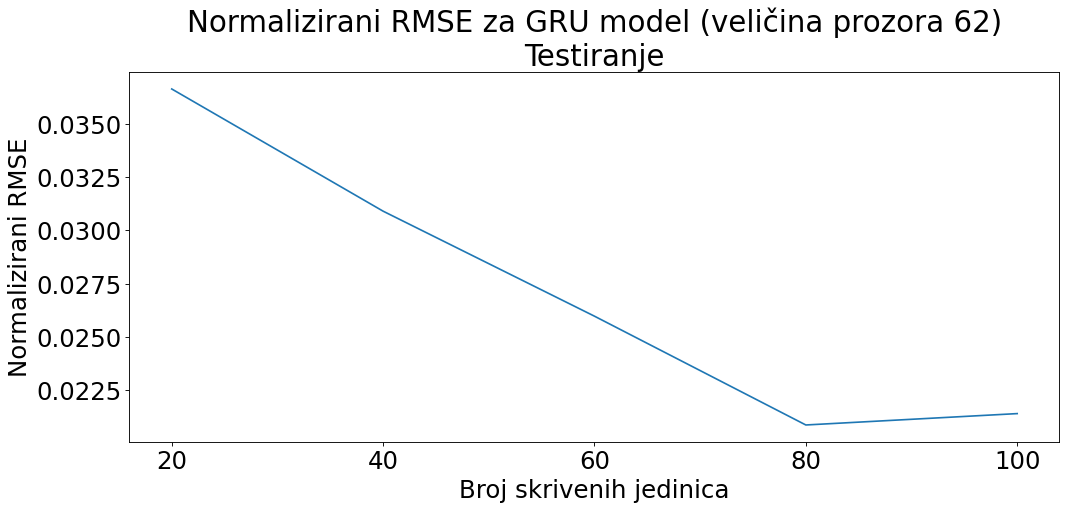 Normalizirani RMSE za GRU model (veličina prozora 62)
Testiranje
Normalizirani RMSE
0.0350
0.0325
0.0300
0.0275
0.0250
0.0225
20 40 60 80 100
Broj skrivenih jedinica